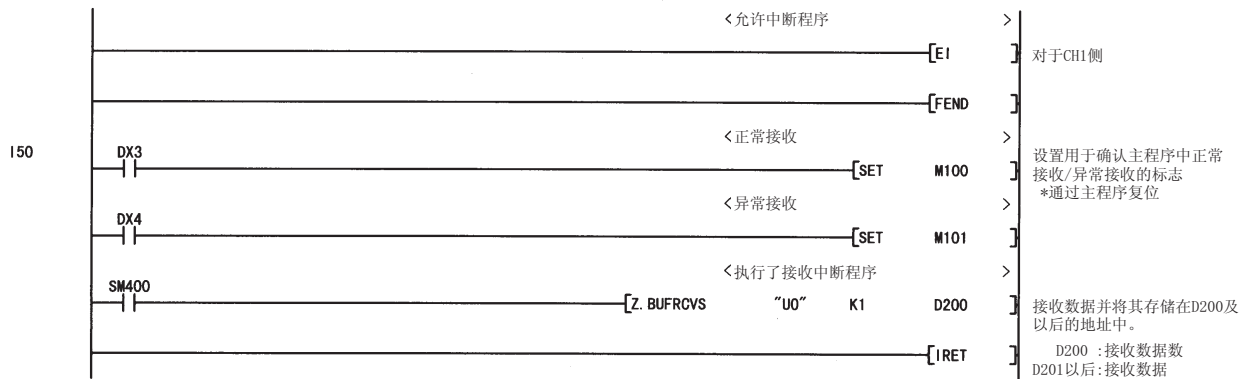 <允许中断程序 >
[EI ] 对于CH1侧
[FEND ]
<正常接收 >
I50 DX3 [SET M100 ] 设置用于确认主程序中正常
接收/异常接收的标志
*通过主程序复位
<异常接收 >
DX4 [SET M101 ]
<执行了接收中断程序 >
SM400 [Z.BUFRCVS "U0" K1 D200 ] 接收数据并将其存储在D200及
以后的地址中。
[IRET ] D200 :接收数据数
D201以后:接收数据